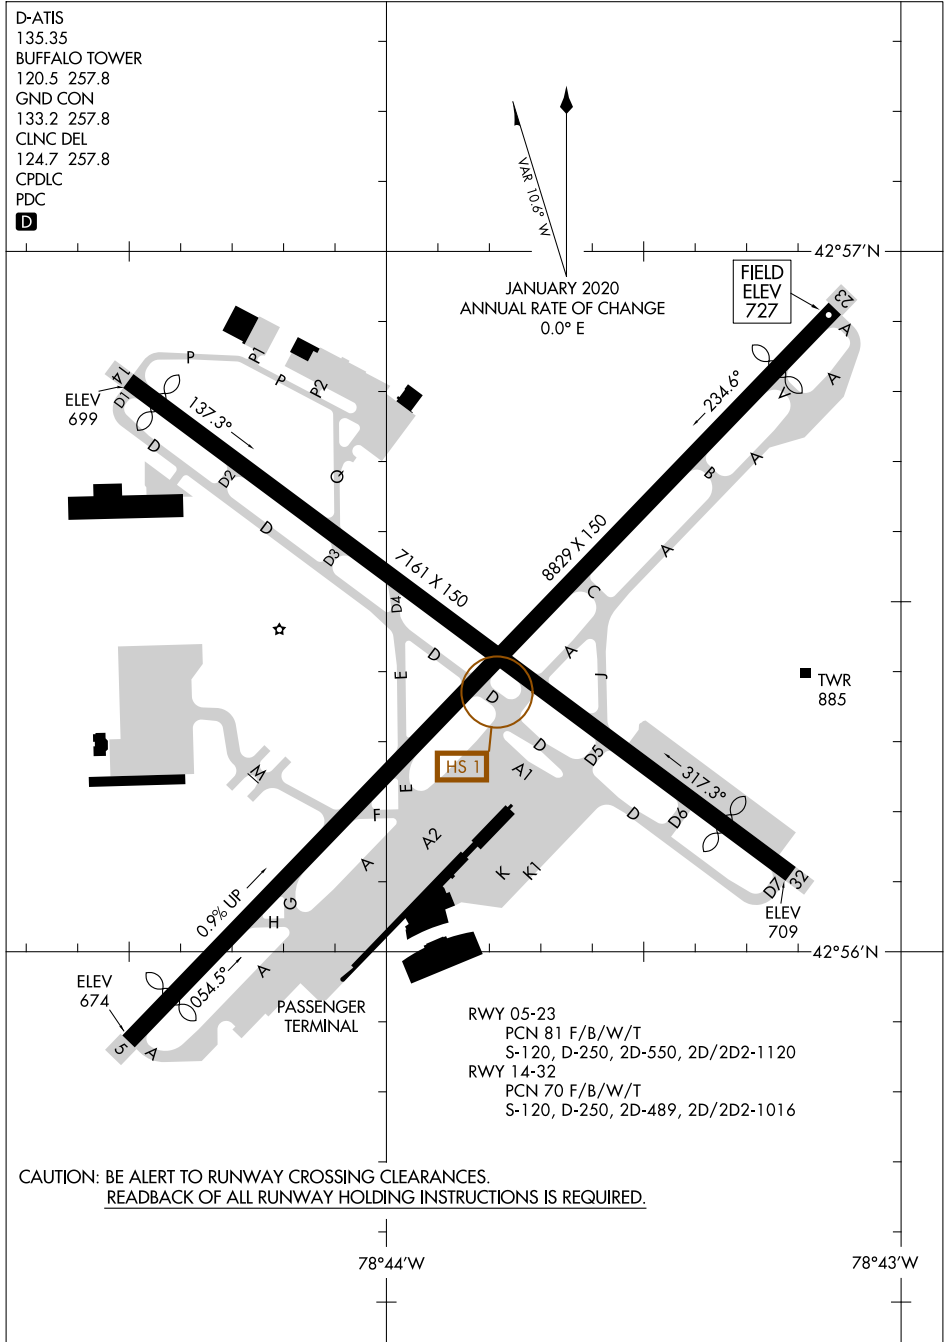 D-ATIS
135.35
BUFFALO TOWER
120.5 257.8
GND CON
133.2 257.8
CLNC DEL
124.7 257.8
CPDLC
PDC
D
VAR 10.6° W
JANUARY 2020
ANNUAL RATE OF CHANGE
0.0° E
42°57'N
FIELD
ELEV
727
23
A
V
A
234.6°
P
P1
P
P2
14
D1
ELEV
699
137.3°
D
D2
Q
D
D3
B
A
A
7161 X 150
8829 X 150
D4
C
D
A
E
J
TWR
885
D
HS 1
D
D5
A1
317.3°
M
E
F
D
D6
A2
A
K
K1
D7
32
ELEV
709
0.9% UP
G
H
A
054.5°
42°56'N
ELEV
674
5
A
PASSENGER
TERMINAL
RWY 05-23
PCN 81 F/B/W/T
S-120, D-250, 2D-550, 2D/2D2-1120
RWY 14-32
PCN 70 F/B/W/T
S-120, D-250, 2D-489, 2D/2D2-1016
CAUTION: BE ALERT TO RUNWAY CROSSING CLEARANCES.
READBACK OF ALL RUNWAY HOLDING INSTRUCTIONS IS REQUIRED.
78°44'W
78°43'W